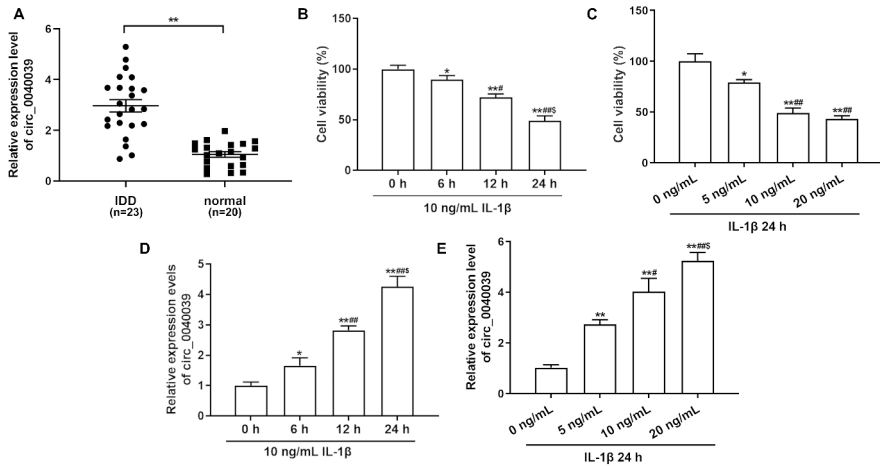 A
Relative expression level
of circ_0040039
6
4
2
0
**
IDD
(n=23)
normal
(n=20)
B
Cell viability (%)
150
100
50
0
*
**#
**##$
0 h
6 h
12 h
24 h
10 ng/mL IL-1β
C
Cell viability (%)
150
100
50
0
*
**##
**##
0 ng/mL
5 ng/mL
10 ng/mL
20 ng/mL
IL-1β 24 h
D
Relative expression evels
of circ_0040039
5
4
3
2
1
0
*
**##
**##$
0 h
6 h
12 h
24 h
10 ng/mL IL-1β
E
Relative expression level
of circ_0040039
6
4
2
0
**
**#
**##$
0 ng/mL
5 ng/mL
10 ng/mL
20 ng/mL
IL-1β 24 h